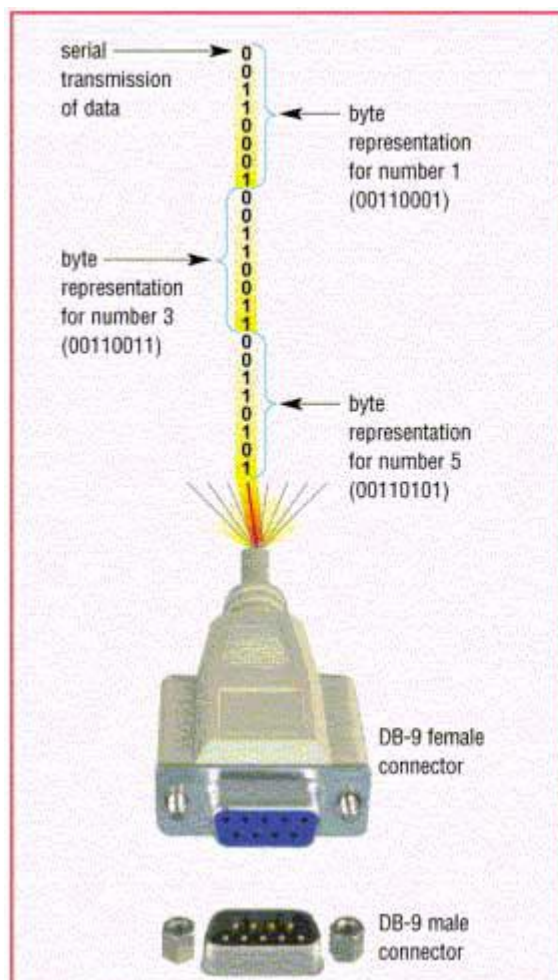 serial
transmission
of data
0
0
1
1
0
0
0
1
0
0
1
1
0
0
1
1
0
0
1
1
0
1
0
1
byte
representation
for number 1
(00110001)
byte
representation
for number 3
(00110011)
byte
representation
for number 5
(00110101)
DB-9 female
connector
DB-9 male
connector